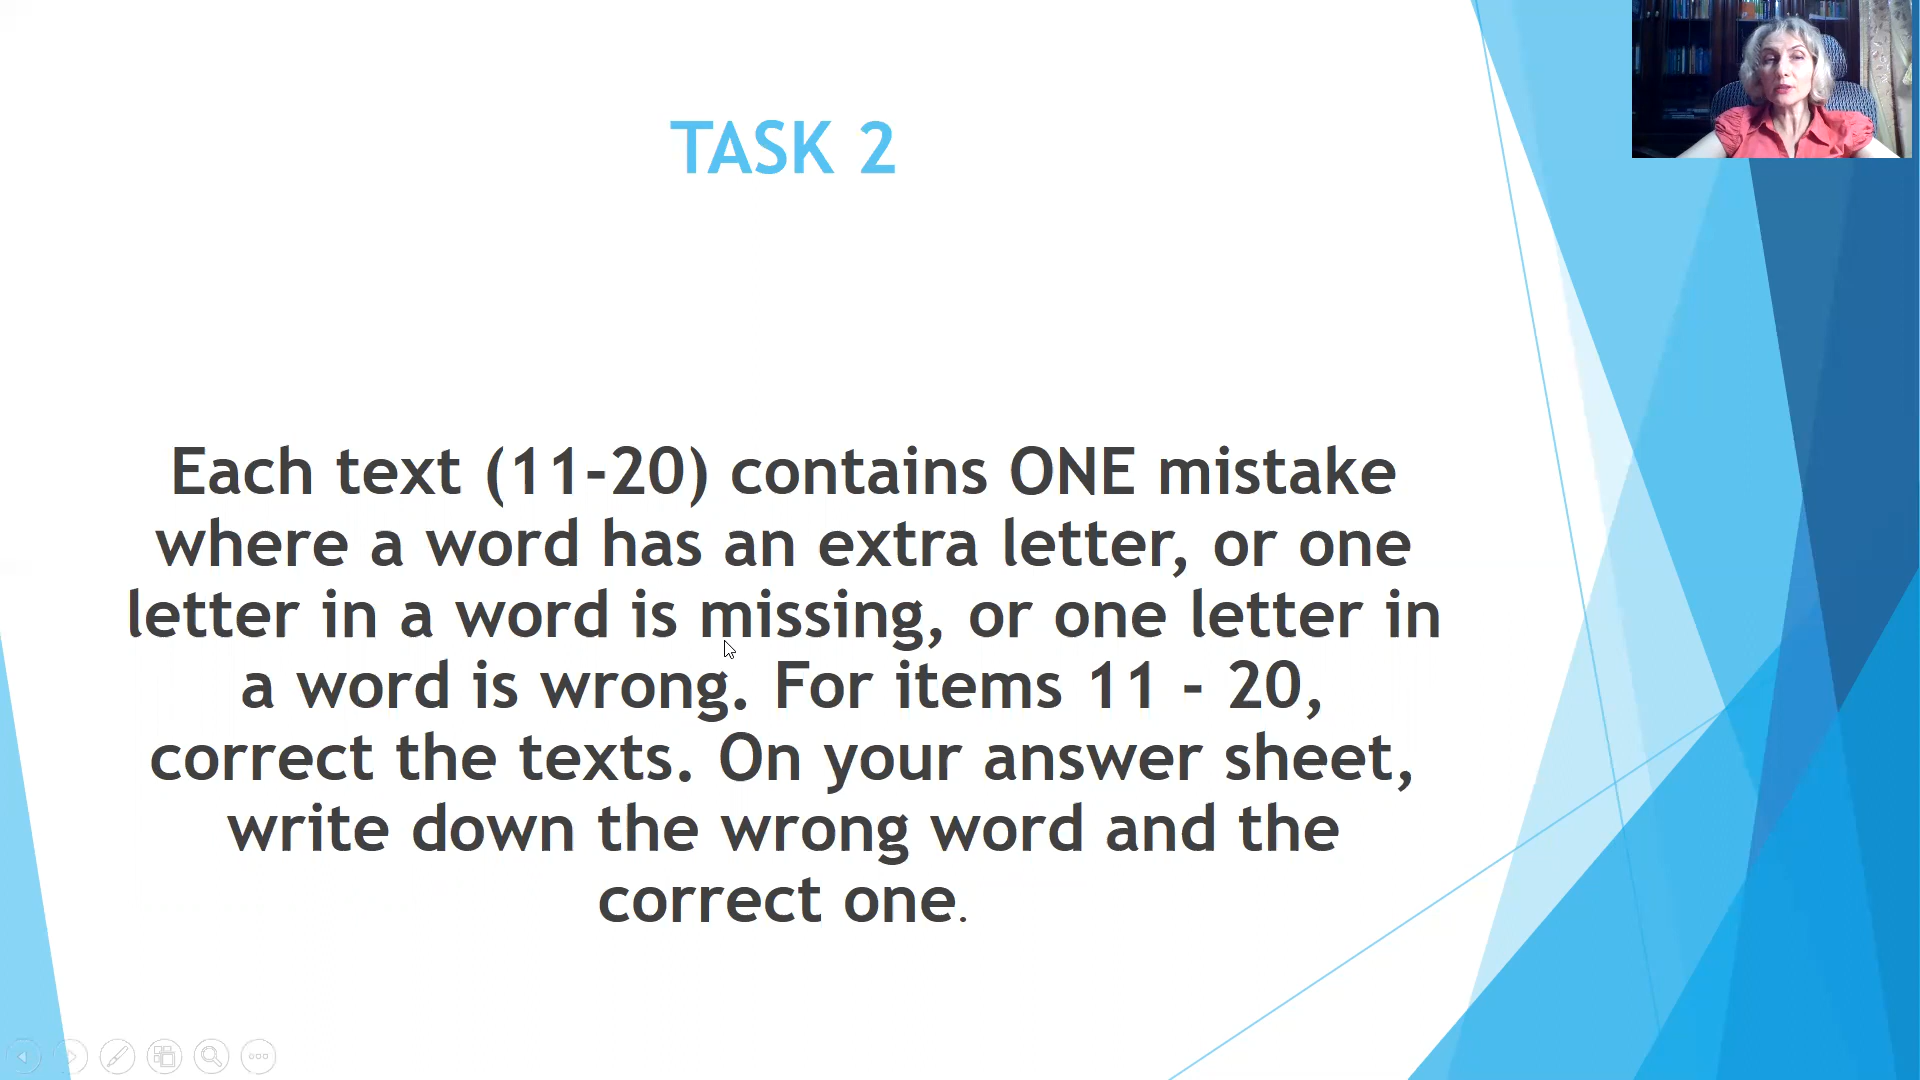 TASK 2
Each text (11-20) contains ONE mistake
where a word has an extra letter, or one
letter in a word is missing, or one letter in
a word is wrong. For items 11 - 20,
correct the texts. On your answer sheet,
write down the wrong word and the
correct one.